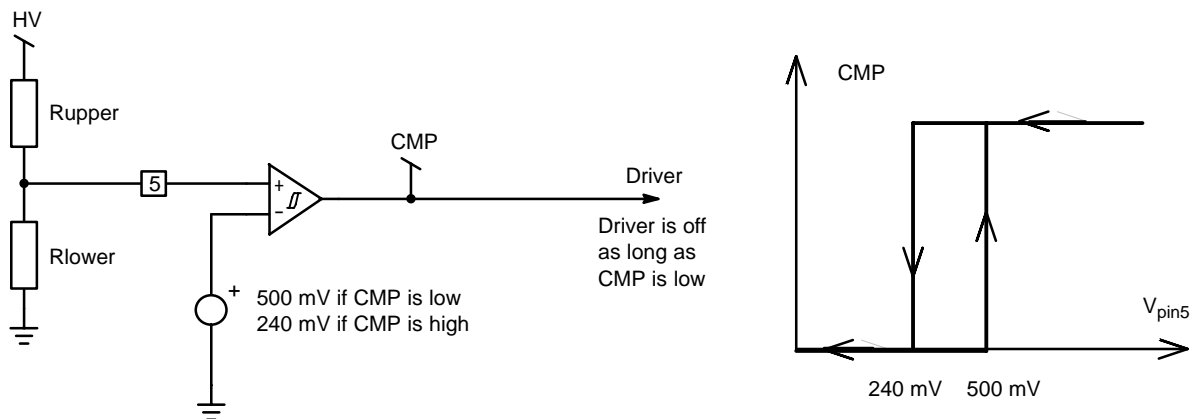 HV
Rupper
5
Rlower
+
−
+
500 mV if CMP is low
240 mV if CMP is high
CMP
Driver
Driver is off
as long as
CMP is low
CMP
Vpin5
240 mV
500 mV